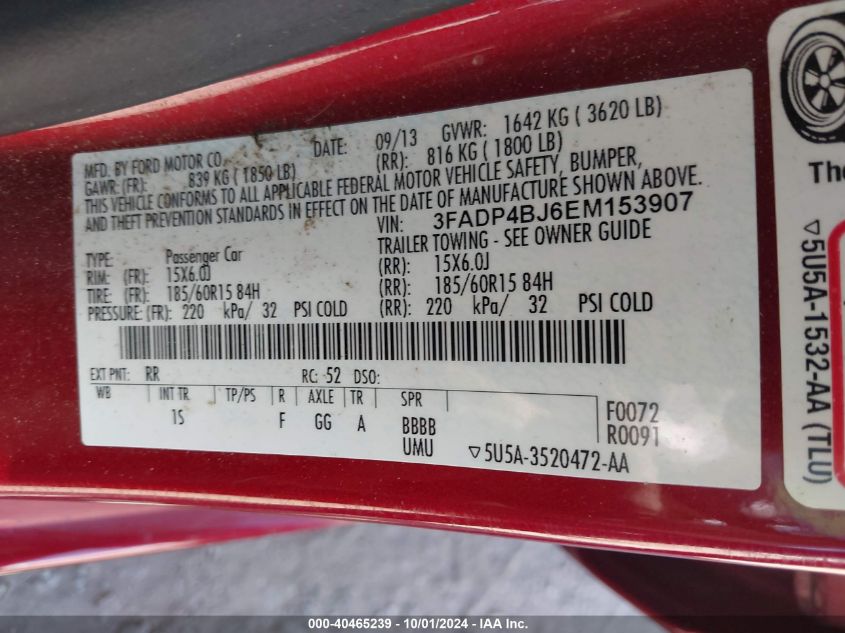 MFD. BY FORD MOTOR CO. DATE: 09/13 GVWR: 1642 KG ( 3620 LB)
GAWR: (FR): 839 KG ( 1850 LB) (RR): 816 KG ( 1800 LB)
THIS VEHICLE CONFORMS TO ALL APPLICABLE FEDERAL MOTOR VEHICLE SAFETY, BUMPER,
AND THEFT PREVENTION STANDARDS IN EFFECT ON THE DATE OF MANUFACTURE SHOWN ABOVE.
VIN: 3FADP4BJ6EM153907
TYPE: Passenger Car TRAILER TOWING - SEE OWNER GUIDE
RIM: (FR): 15X6.0J (RR): 15X6.0J
TIRE: (FR): 185/60R15 84H (RR): 185/60R15 84H
PRESSURE: (FR): 220 kPa/ 32 PSI COLD (RR): 220 kPa/ 32 PSI COLD
EXT PNT: RR RC: 52 DSO:
WB INT TR TP/PS R AXLE TR SPR
1S F GG A BBBB
UMU
F0072
R0091
▽5U5A-3520472-AA
The
▽5U5A-1532-AA (TLU)
000-40465239 - 10/01/2024 - IAAI Inc.